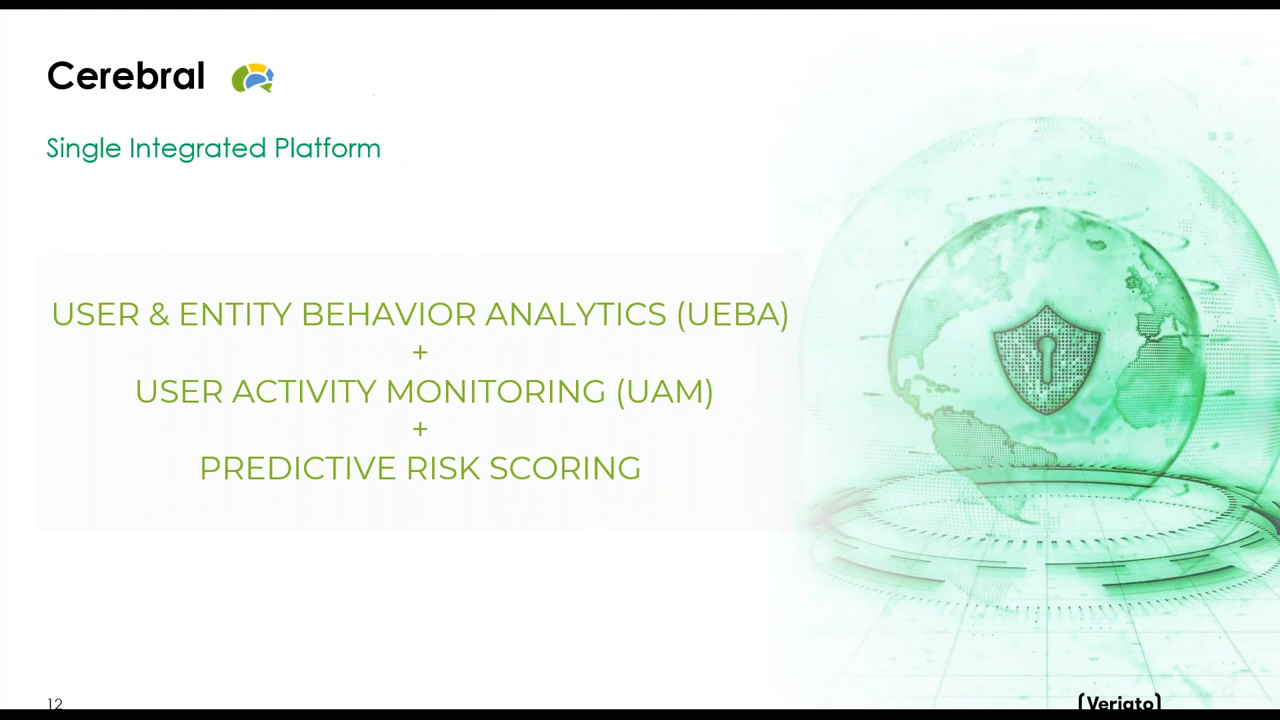 Cerebral
Single Integrated Platform
USER & ENTITY BEHAVIOR ANALYTICS (UEBA)
+
USER ACTIVITY MONITORING (UAM)
+
PREDICTIVE RISK SCORING
12
Veriato